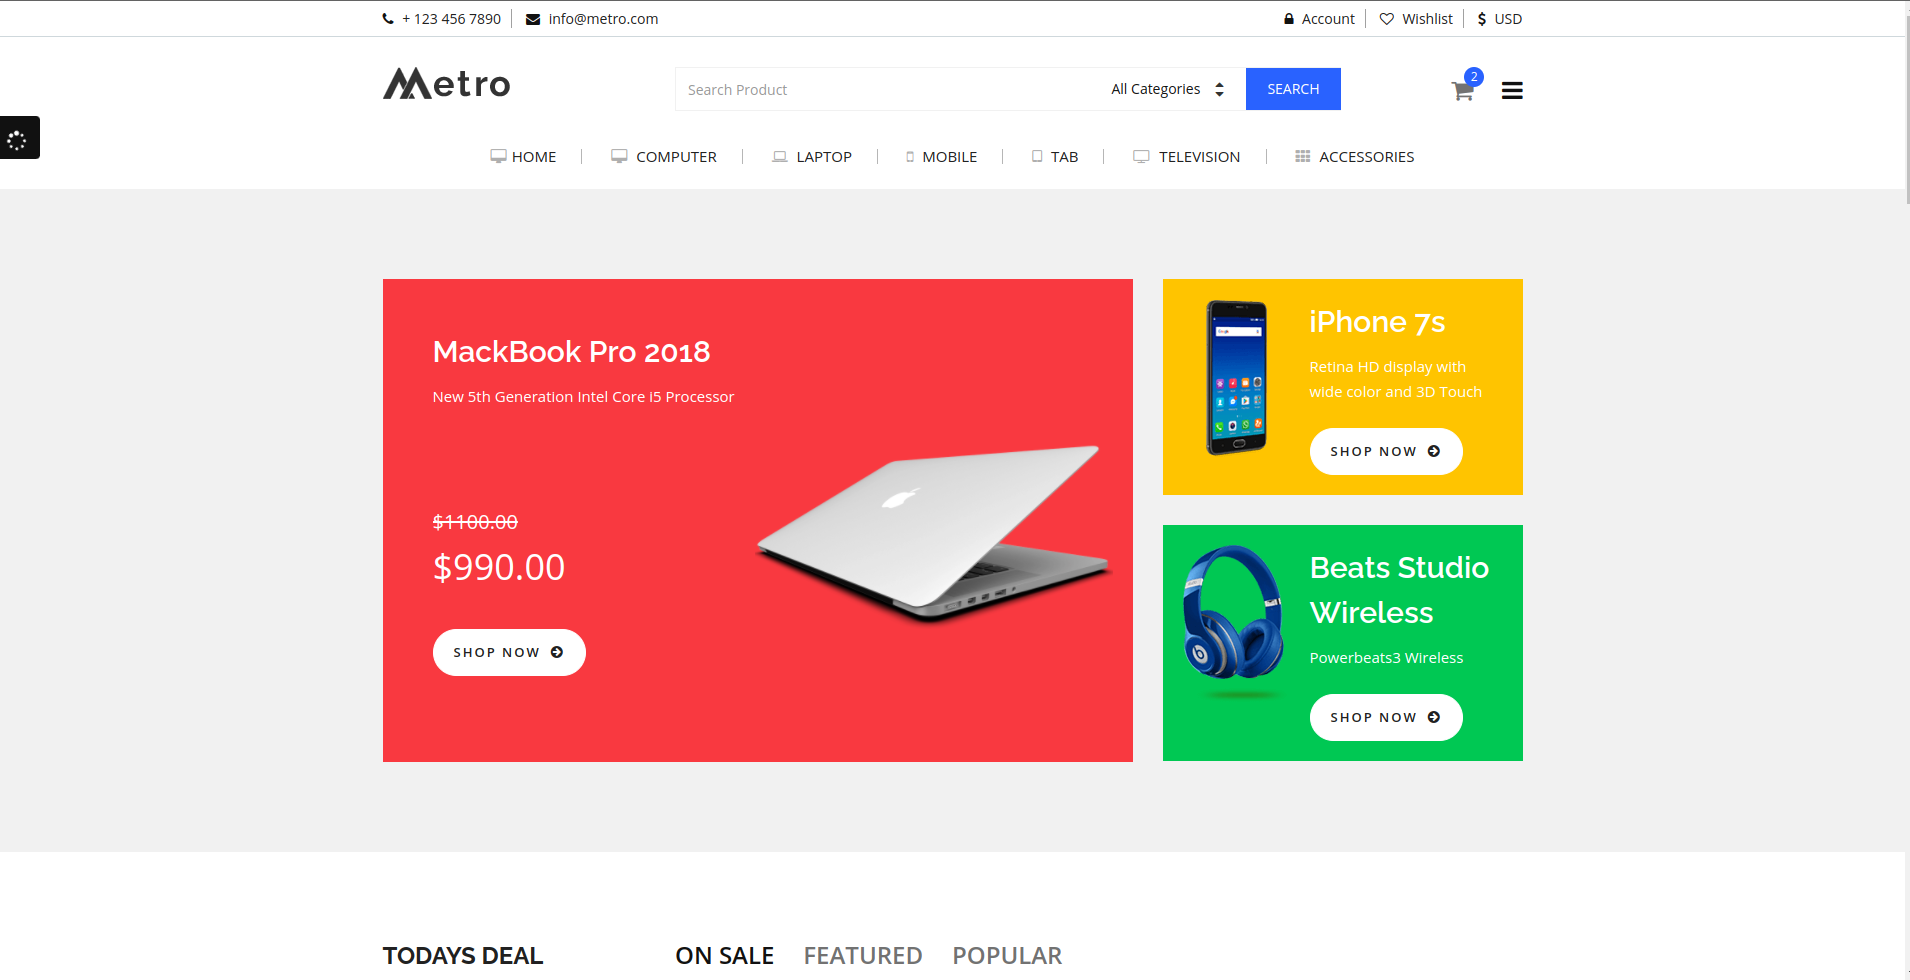 + 123 456 7890
info@metro.com
Account
Wishlist
$ USD
Metro
Search Product
All Categories
SEARCH
2
HOME
COMPUTER
LAPTOP
MOBILE
TAB
TELEVISION
ACCESSORIES
MackBook Pro 2018
New 5th Generation Intel Core I5 Processor
$1100.00
$990.00
SHOP NOW
iPhone 7s
Retina HD display with
wide color and 3D Touch
SHOP NOW
Beats Studio
Wireless
Powerbeats3 Wireless
SHOP NOW
TODAYS DEAL
ON SALE
FEATURED
POPULAR